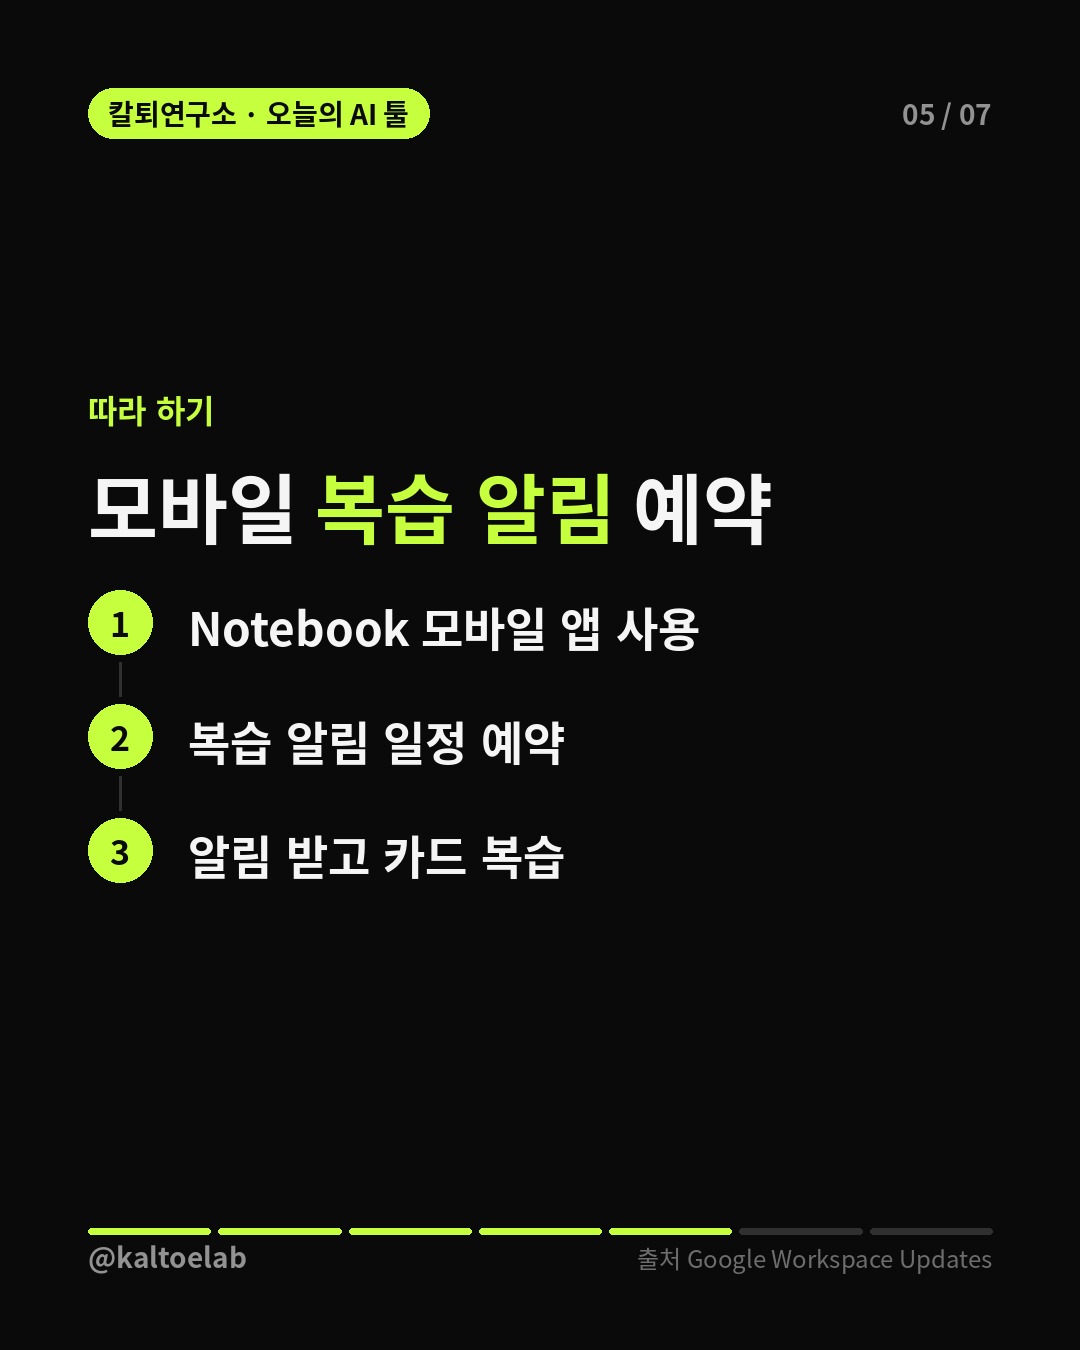 칼퇴연구소 · 오늘의 AI 툴
05 / 07
따라 하기
모바일 복습 알림 예약
1 Notebook 모바일 앱 사용
2 복습 알림 일정 예약
3 알림 받고 카드 복습
@kaltoelab
출처 Google Workspace Updates